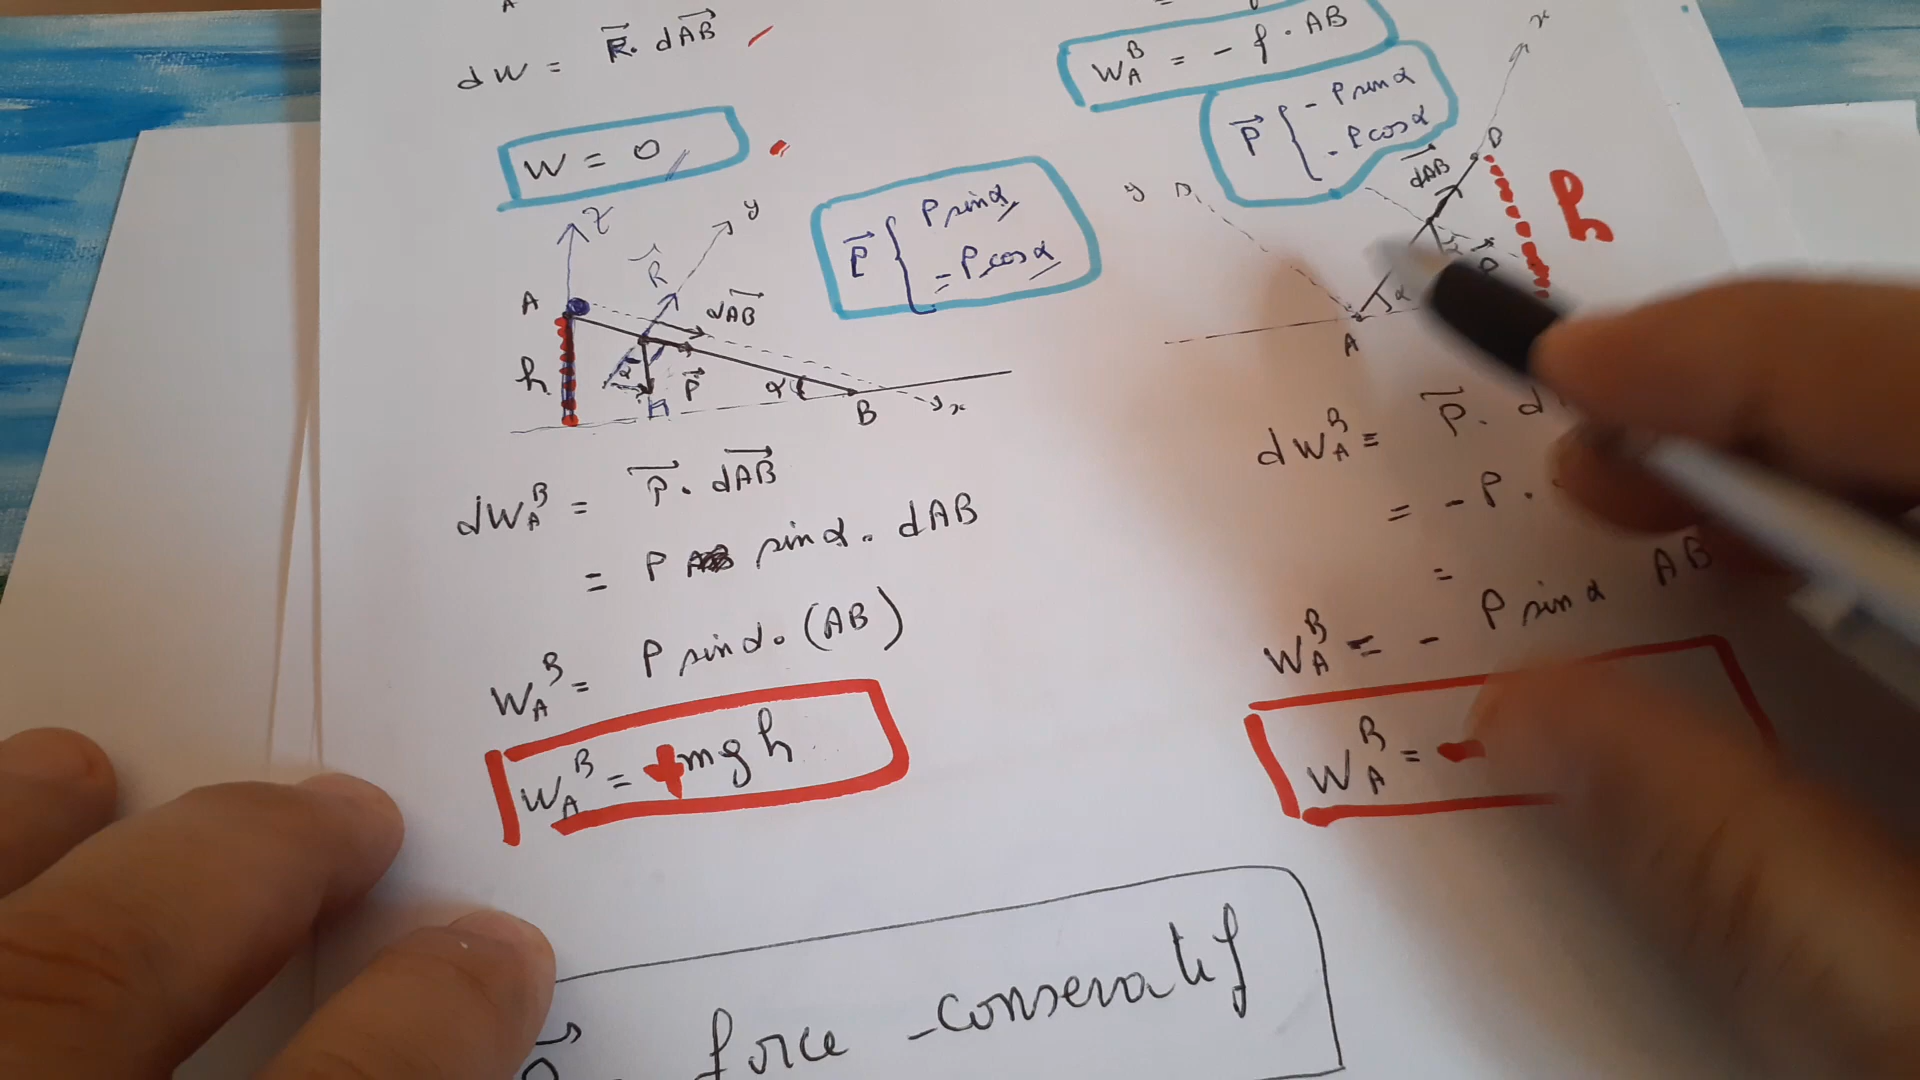 A
dW = R⃗. dAB⃗
W = 0
z
y
R⃗
A
dAB⃗
h
α
P⃗
α
B
x
P⃗ { P sinα
= P cosα
dW_A^B = P⃗ . dAB⃗
= P sinα. dAB
W_A^B = P sinα. (AB)
W_A^B = +mgh
W_A^B = - f . AB
P⃗ { - P sinα
- P cosα
x
B
dAB⃗
y
h
α
A
dW_A^B = P⃗. d
= - P .
=
W_A^B = - P sinα AB
W_A^B = -
force conservatif